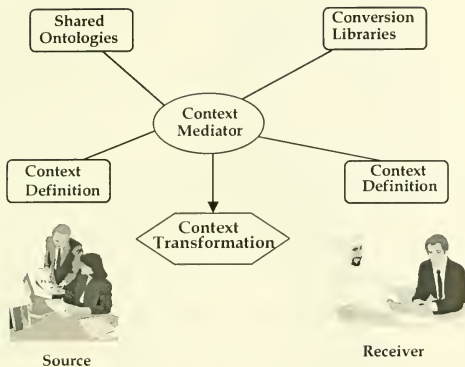 Shared
Ontologies
Conversion
Libraries
Context
Mediator
Context
Definition
Context
Definition
Context
Transformation
Source
Receiver